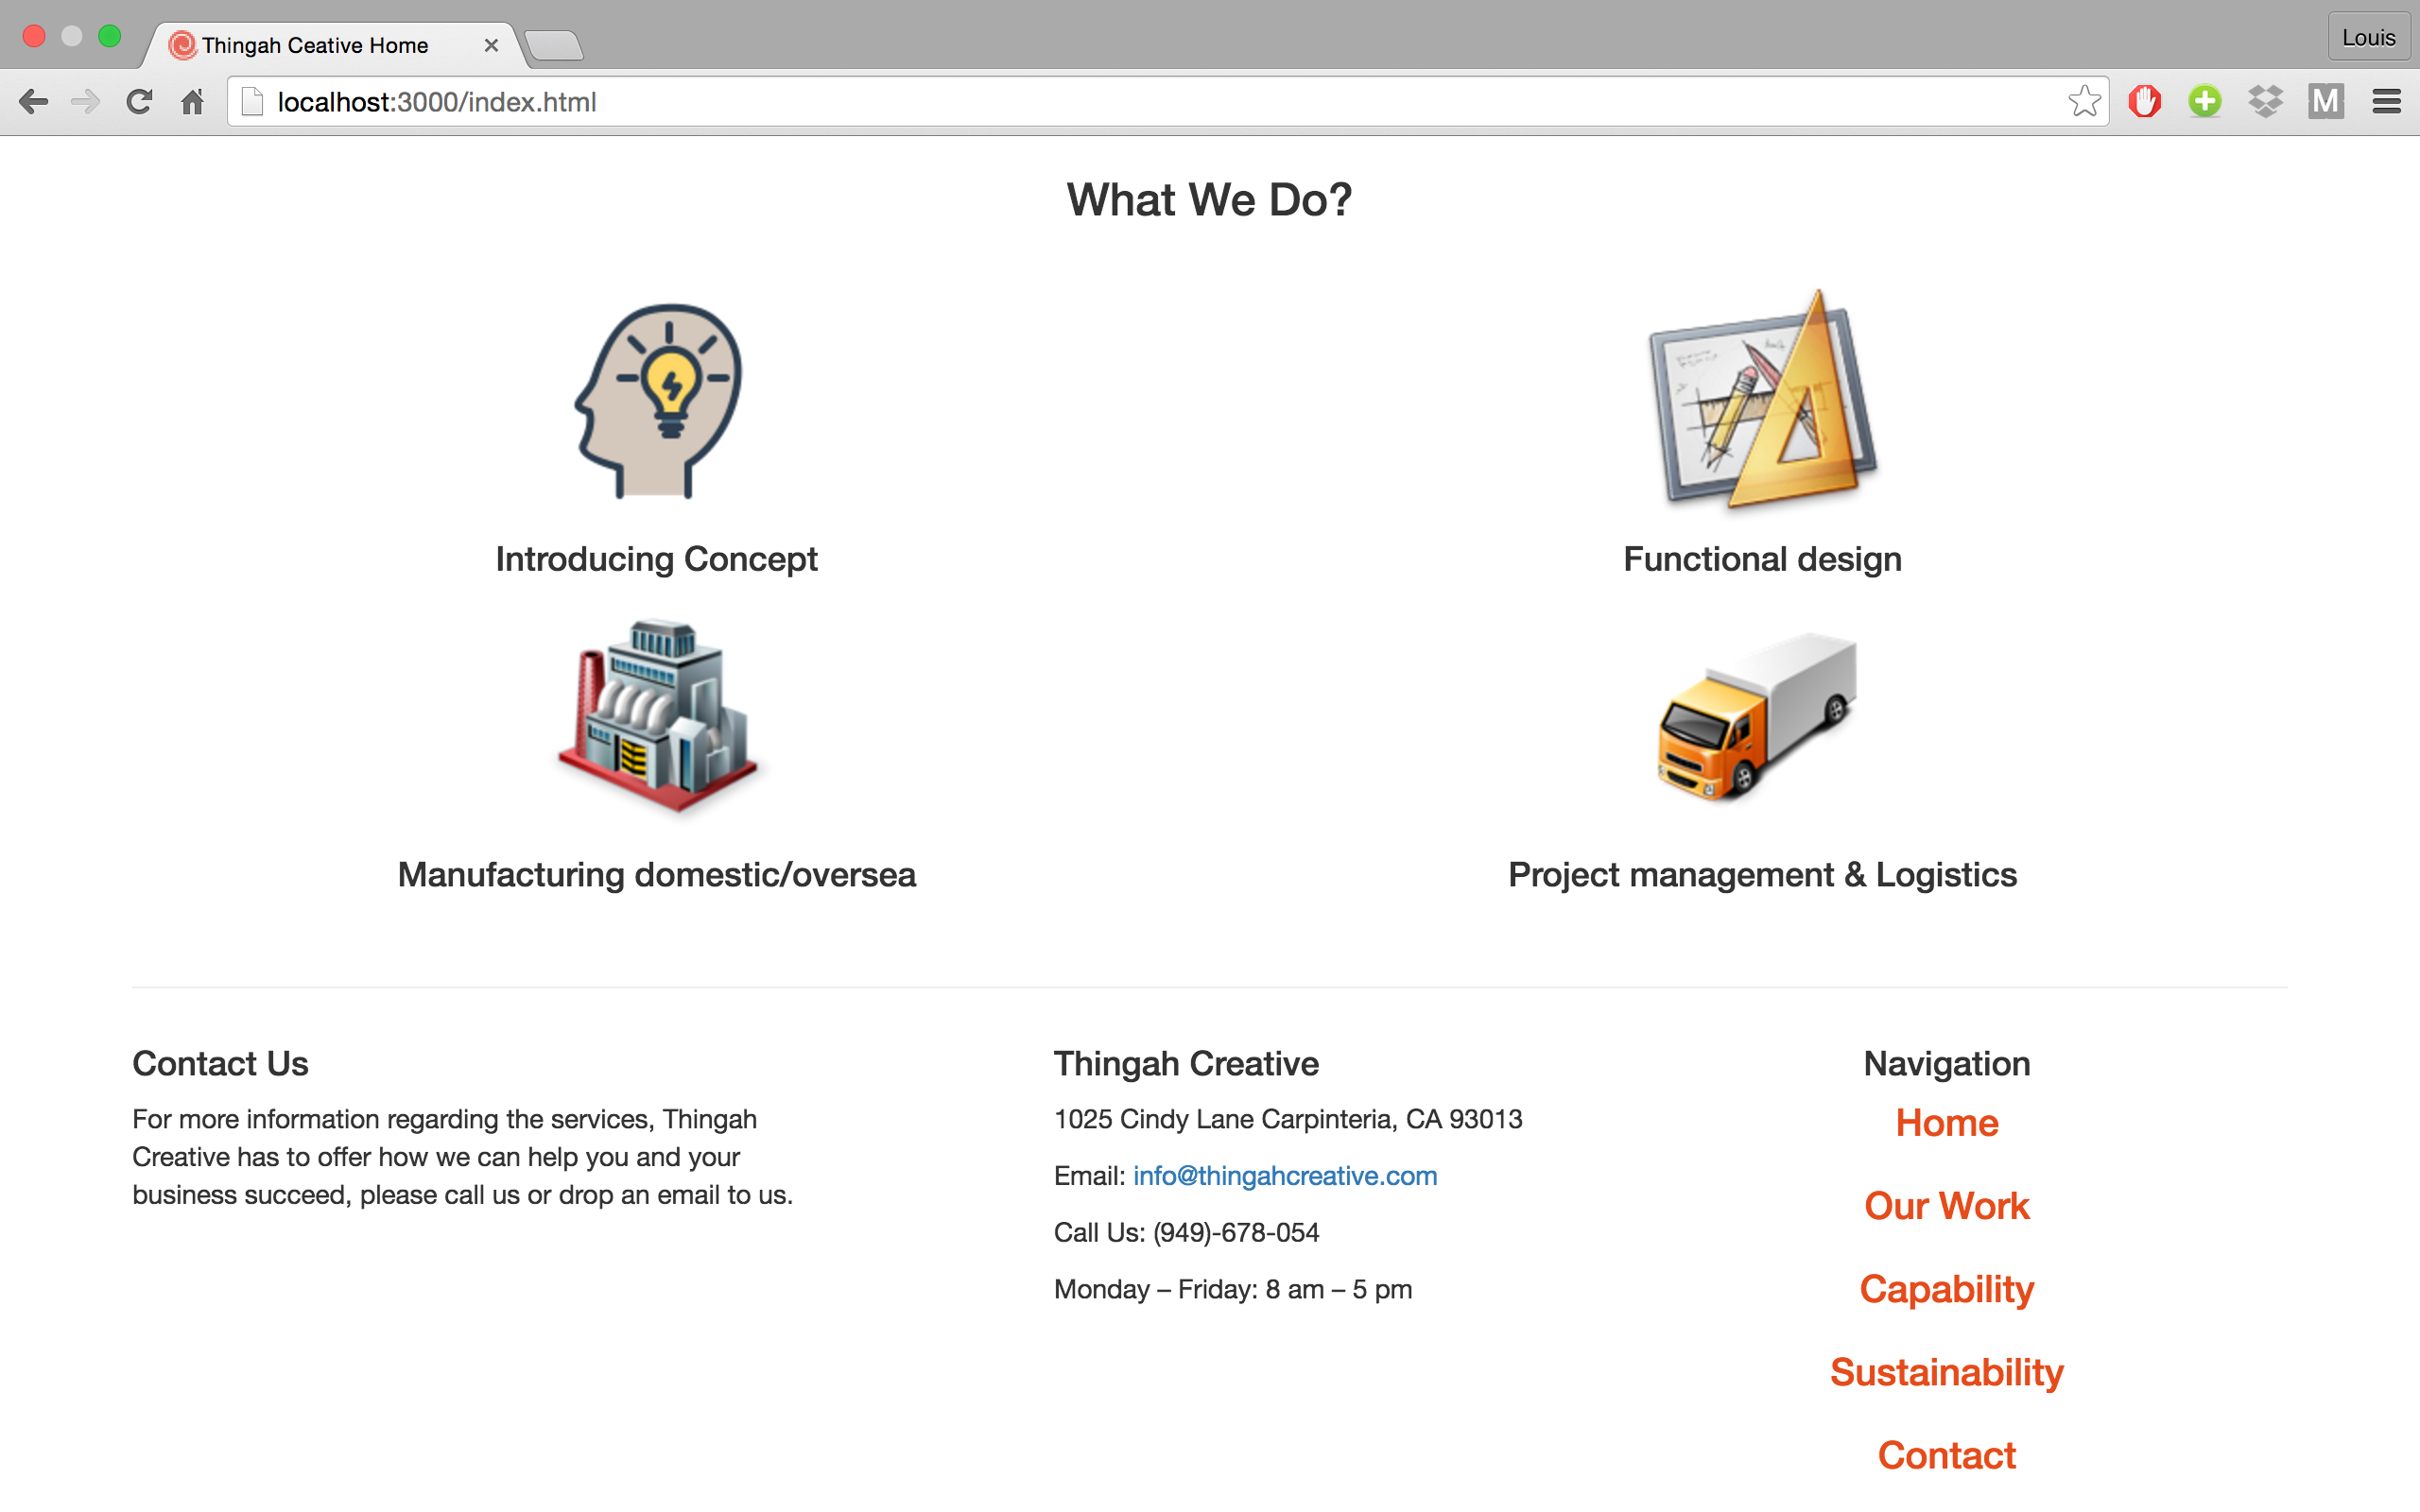 Thingah Ceative Home
Louis
localhost:3000/index.html
M
What We Do?
Introducing Concept
Functional design
Manufacturing domestic/oversea
Project management & Logistics
Contact Us
For more information regarding the services, Thingah
Creative has to offer how we can help you and your
business succeed, please call us or drop an email to us.
Thingah Creative
1025 Cindy Lane Carpinteria, CA 93013
Email: info@thingahcreative.com
Call Us: (949)-678-054
Monday – Friday: 8 am – 5 pm
Navigation
Home
Our Work
Capability
Sustainability
Contact